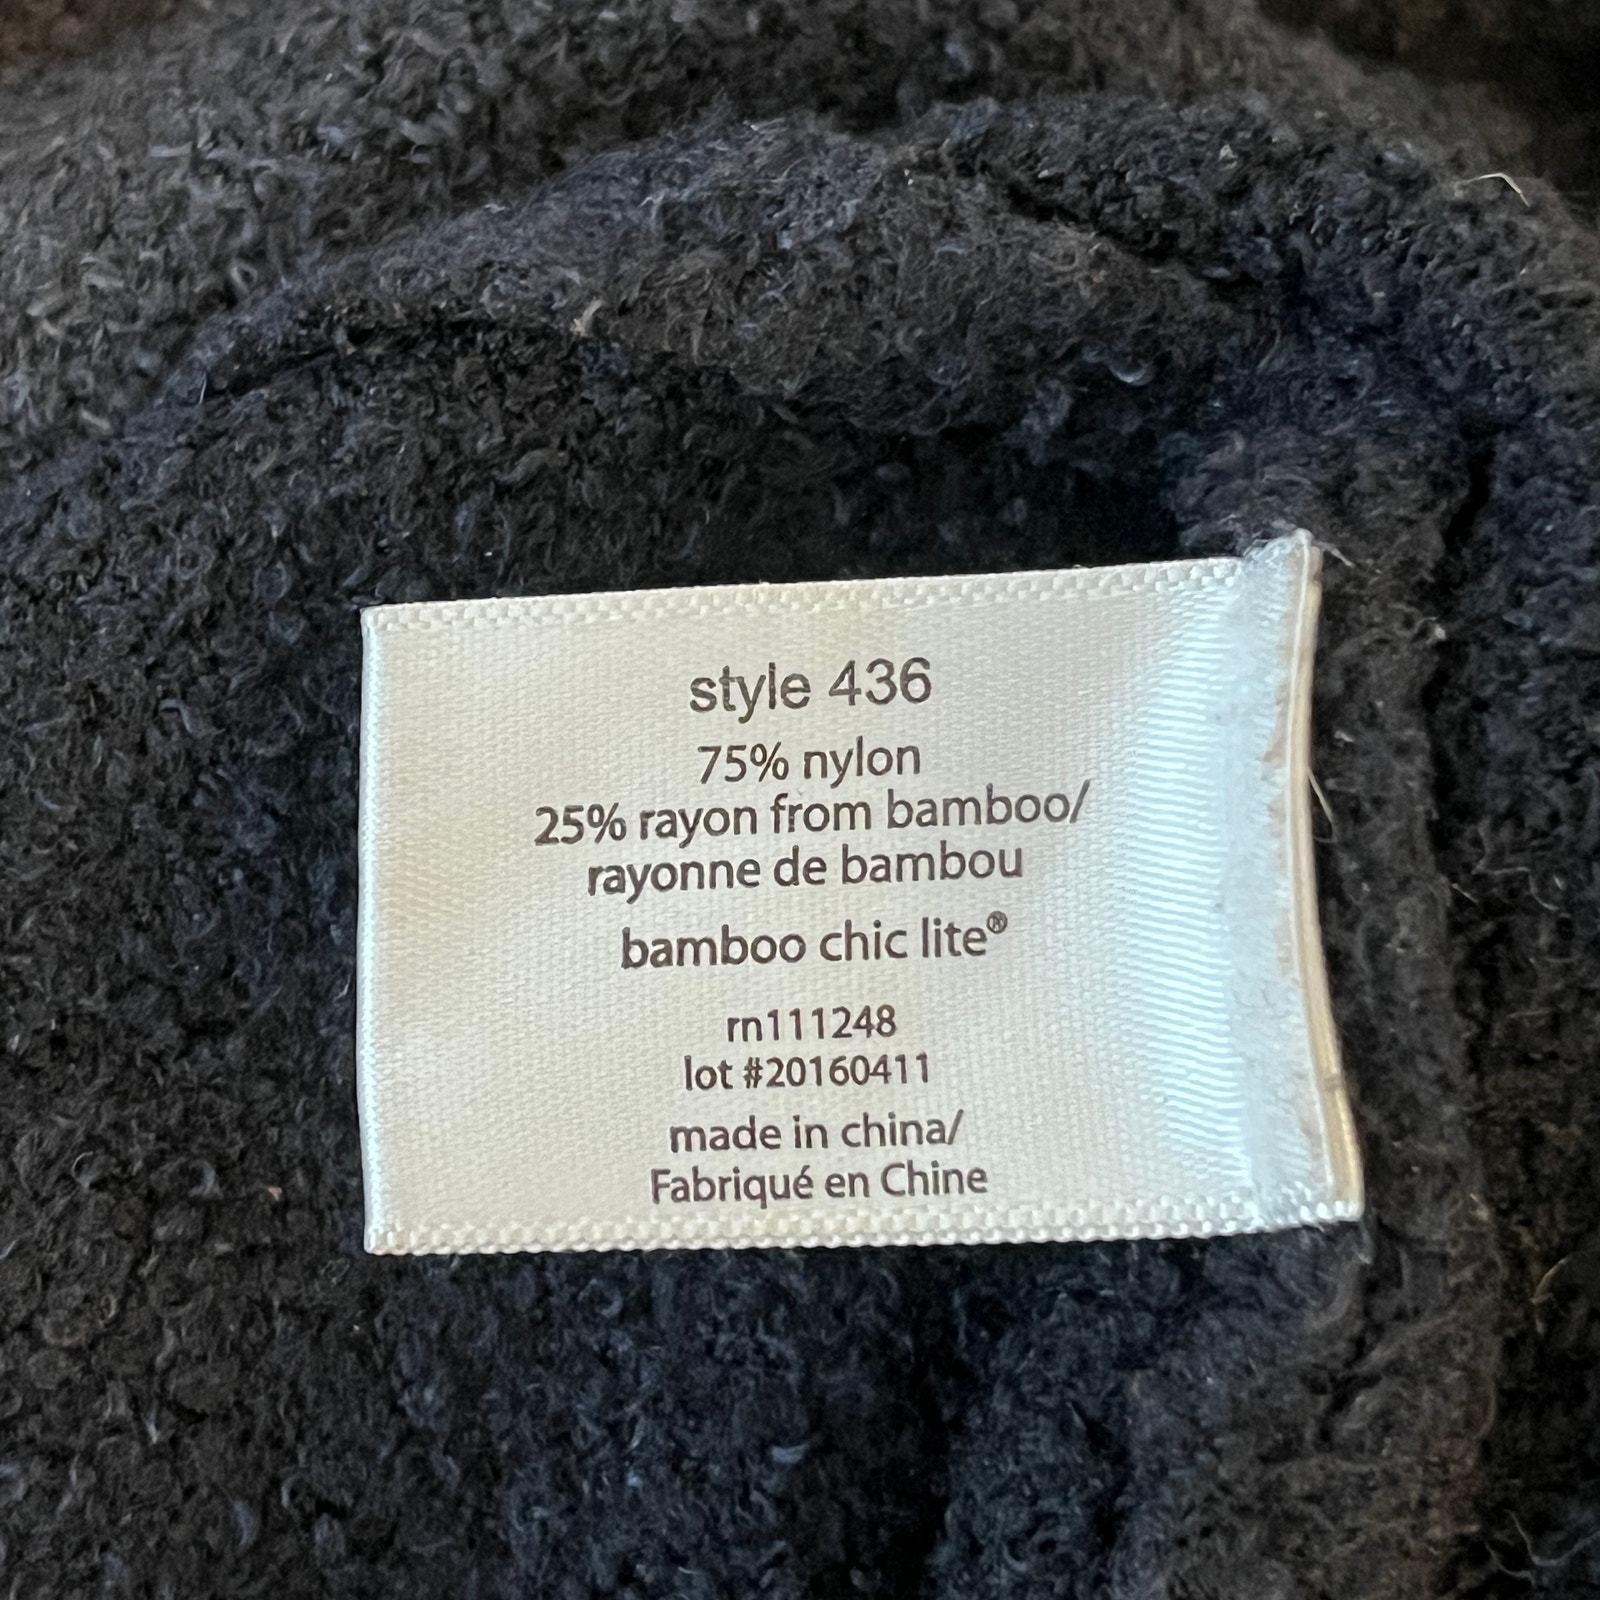 style 436
75% nylon
25% rayon from bamboo/
rayonne de bambou
bamboo chic lite®
rn111248
lot #20160411
made in china/
Fabriqué en Chine